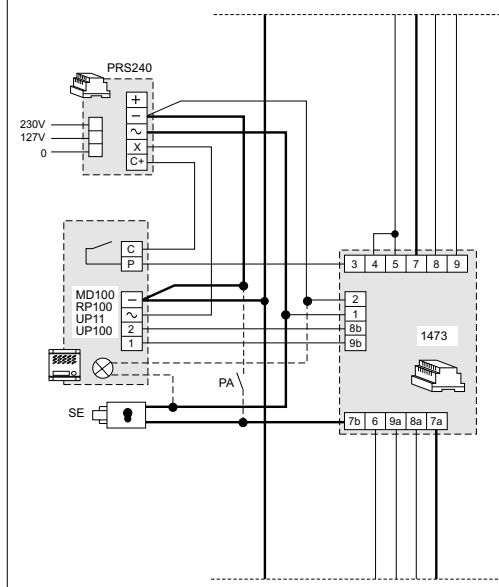 PRS240
+
−
~
X
C+
230V
127V
0
C
P
MD100
RP100
UP11
UP100
−
~
2
1
3 4 5 7 8 9
2
1
8b
9b
1473
PA
SE
7b 6 9a 8a 7a